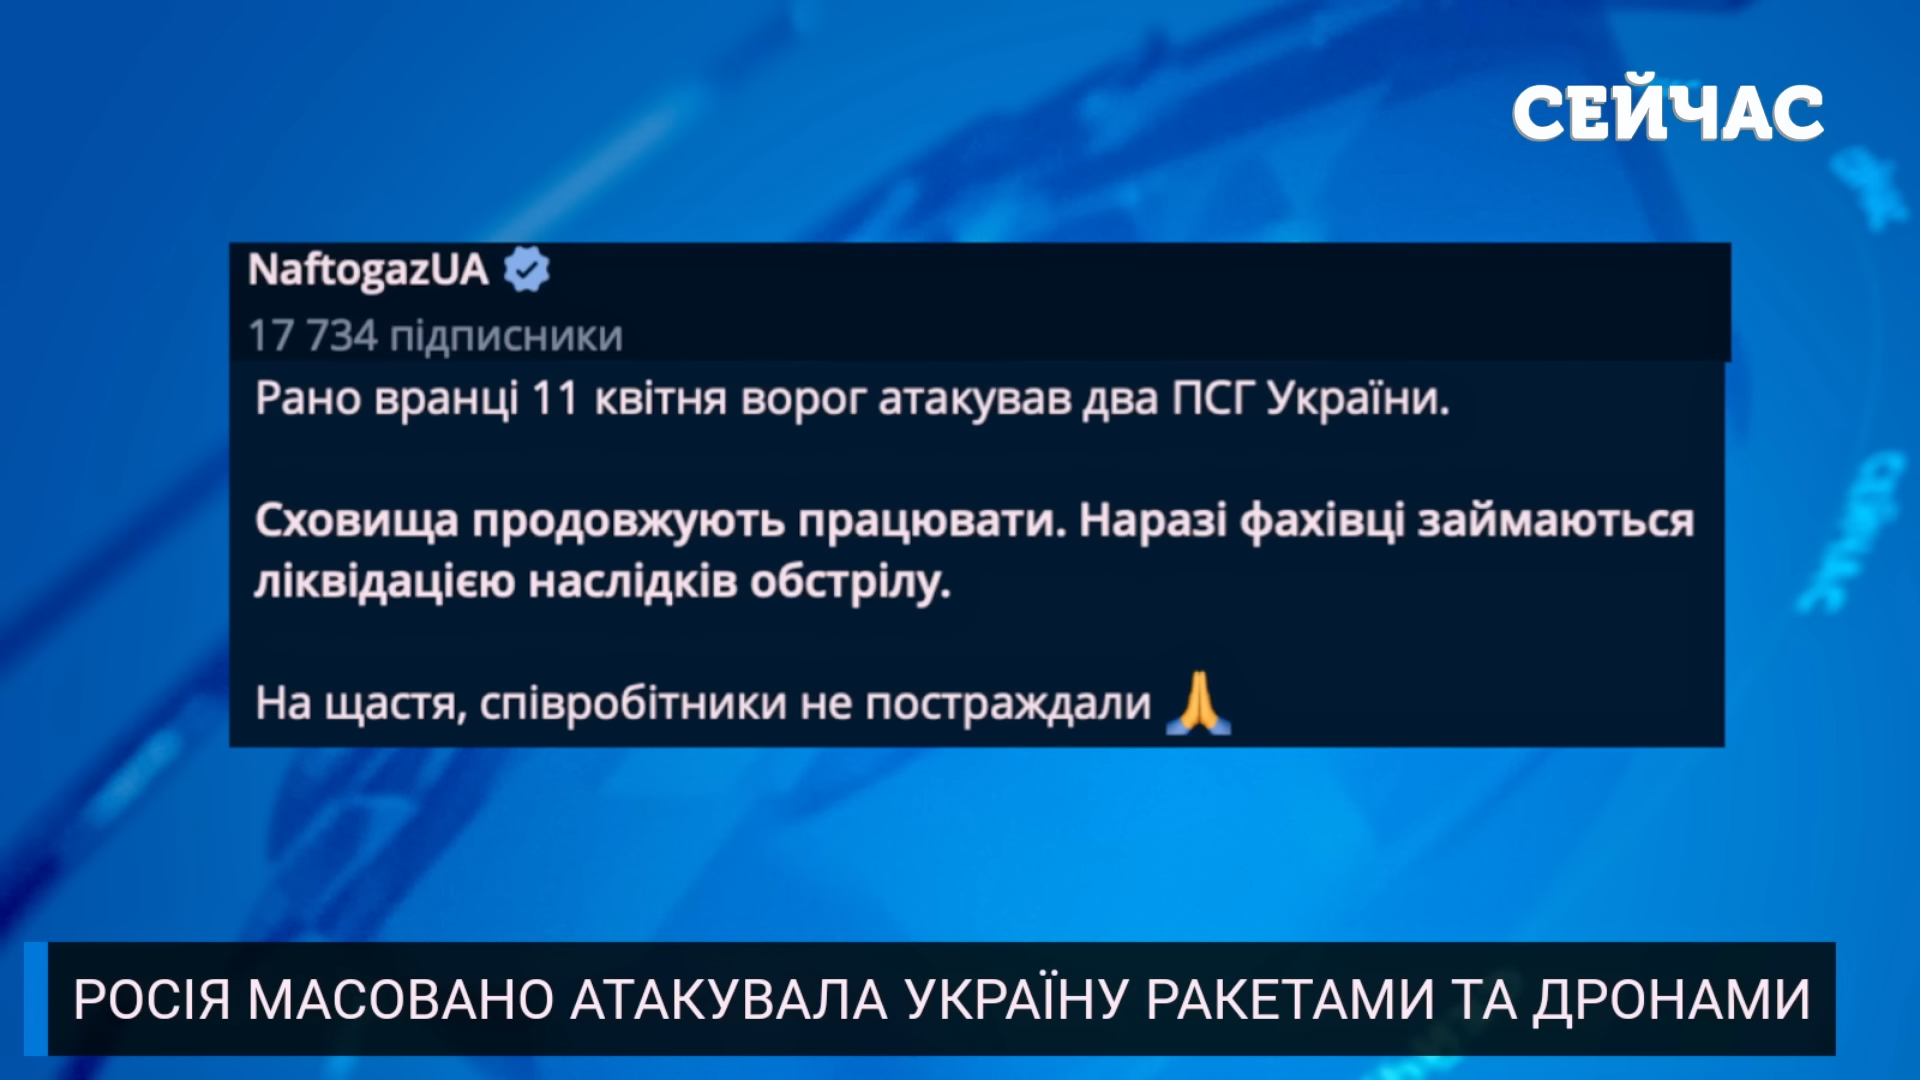 СЕЙЧАС
NaftogazUA
17 734 підписники
Рано вранці 11 квітня ворог атакував два ПСГ України.
Сховища продовжують працювати. Наразі фахівці займаються
ліквідацією наслідків обстрілу.
На щастя, співробітники не постраждали 🙏
РОСІЯ МАСОВАНО АТАКУВАЛА УКРАЇНУ РАКЕТАМИ ТА ДРОНАМИ